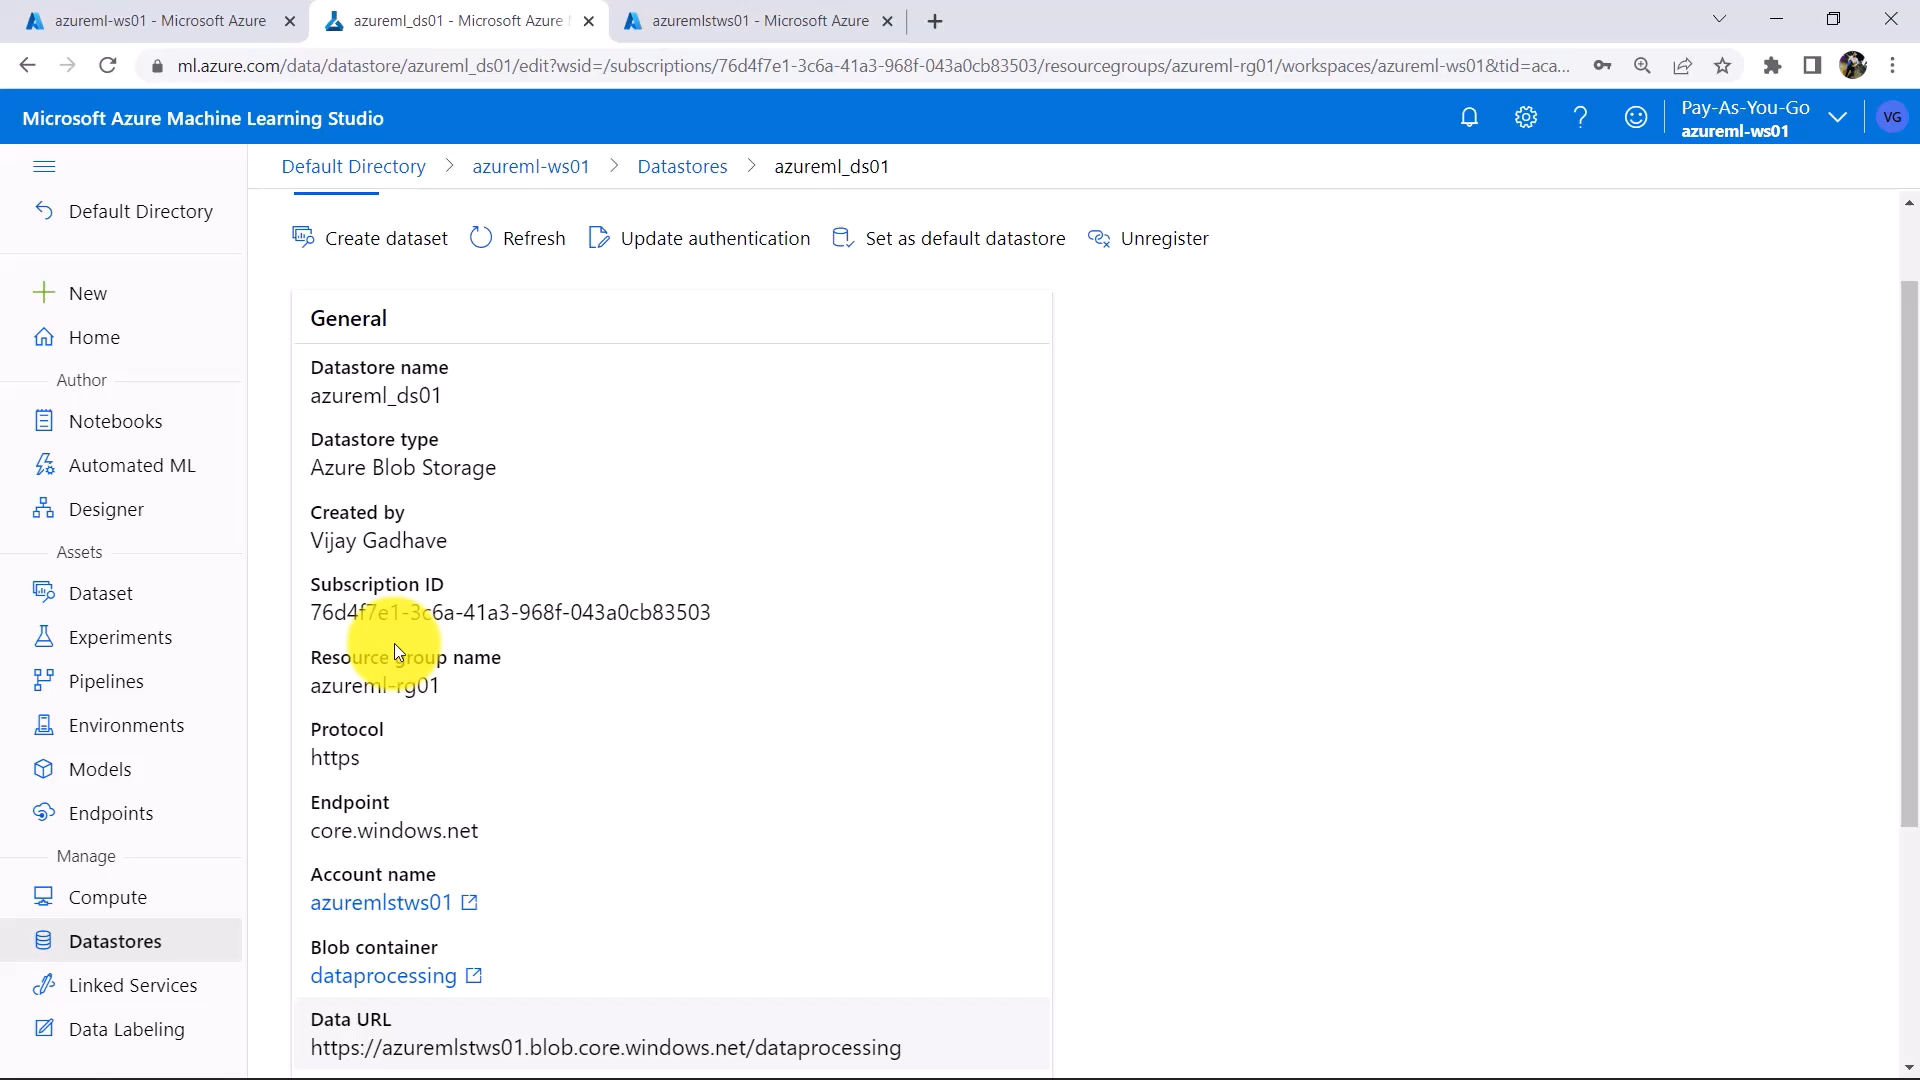 azureml-ws01 - Microsoft Azure
azureml_ds01 - Microsoft Azure
azuremlstws01 - Microsoft Azure
ml.azure.com/data/datastore/azureml_ds01/edit?wsid=/subscriptions/76d4f7e1-3c6a-41a3-968f-043a0cb83503/resourcegroups/azureml-rg01/workspaces/azureml-ws01&tid=aca...
Microsoft Azure Machine Learning Studio
Pay-As-You-Go
azureml-ws01
VG
Default Directory > azureml-ws01 > Datastores > azureml_ds01
Default Directory
New
Home
Author
Notebooks
Automated ML
Designer
Assets
Dataset
Experiments
Pipelines
Environments
Models
Endpoints
Manage
Compute
Datastores
Linked Services
Data Labeling
Create dataset
Refresh
Update authentication
Set as default datastore
Unregister
General
Datastore name
azureml_ds01
Datastore type
Azure Blob Storage
Created by
Vijay Gadhave
Subscription ID
76d4f7e1-3c6a-41a3-968f-043a0cb83503
Resource group name
azureml-rg01
Protocol
https
Endpoint
core.windows.net
Account name
azuremlstws01
Blob container
dataprocessing
Data URL
https://azuremlstws01.blob.core.windows.net/dataprocessing